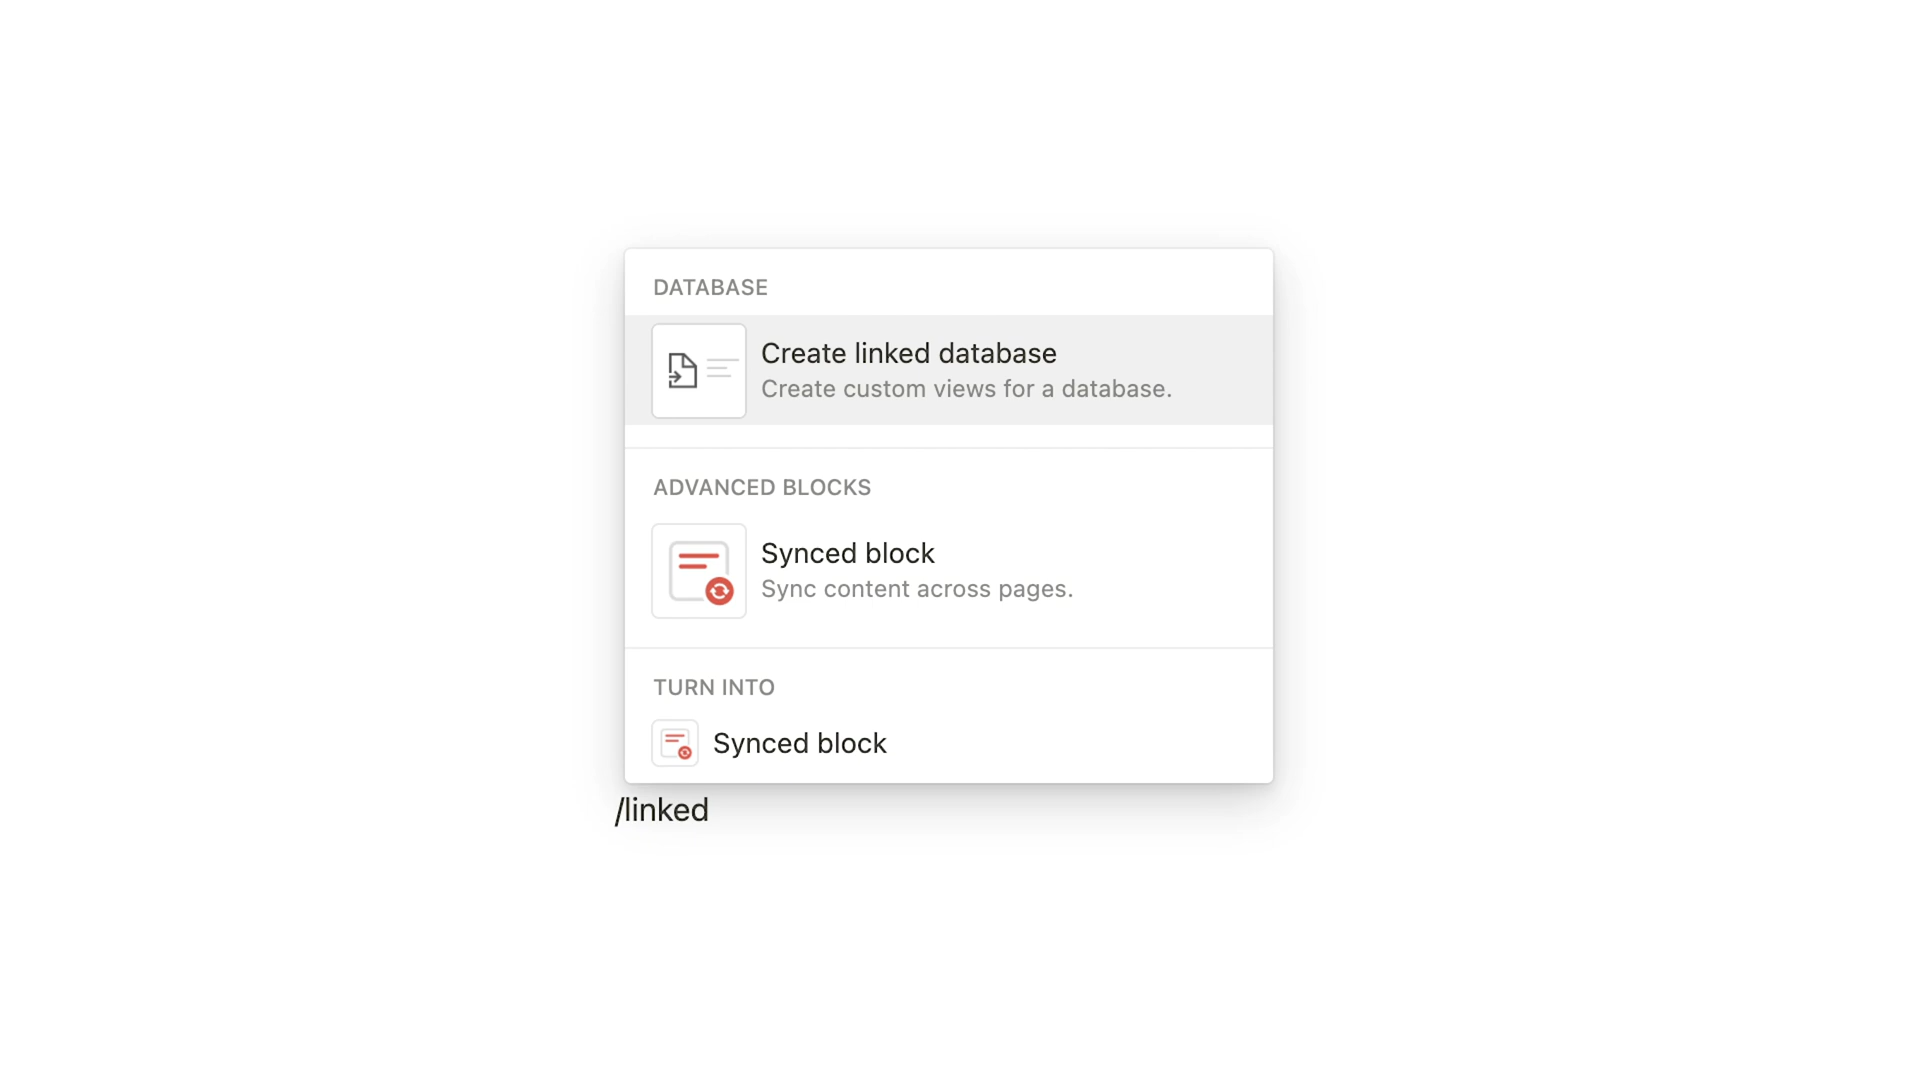 DATABASE
Create linked database
Create custom views for a database.
ADVANCED BLOCKS
Synced block
Sync content across pages.
TURN INTO
Synced block
/linked